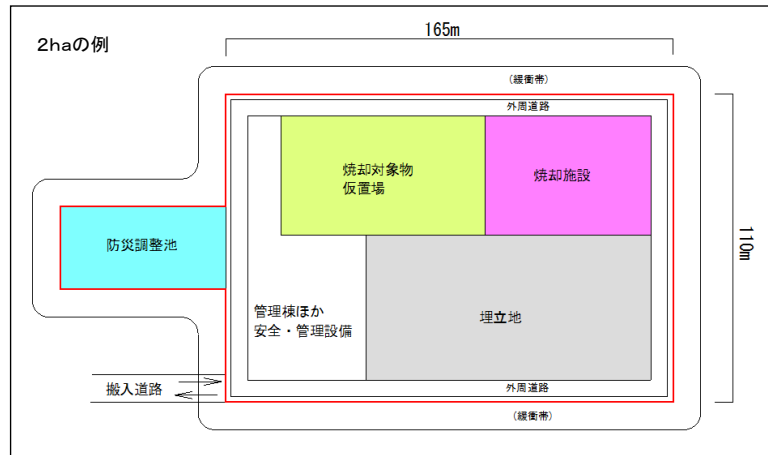 2haの例
165m
(緩衝帯)
外周道路
焼却対象物
仮置場
焼却施設
防災調整池
110m
管理棟ほか
安全・管理設備
埋立地
搬入道路
外周道路
(緩衝帯)